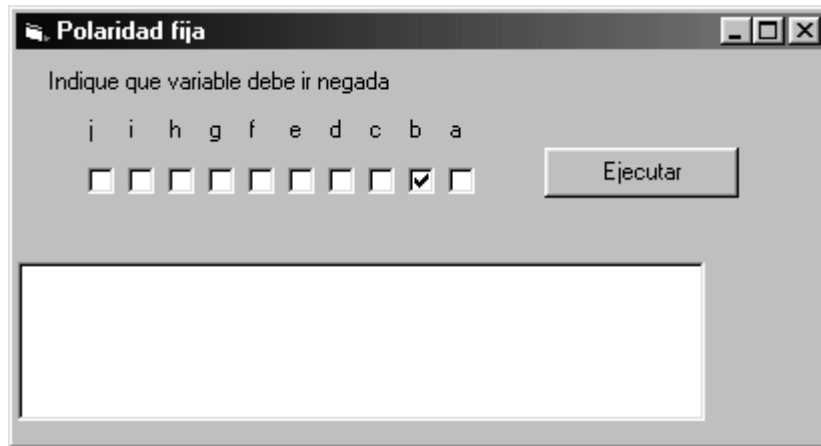 Polaridad fija
Indique que variable debe ir negada
j i h g f e d c b a
Ejecutar